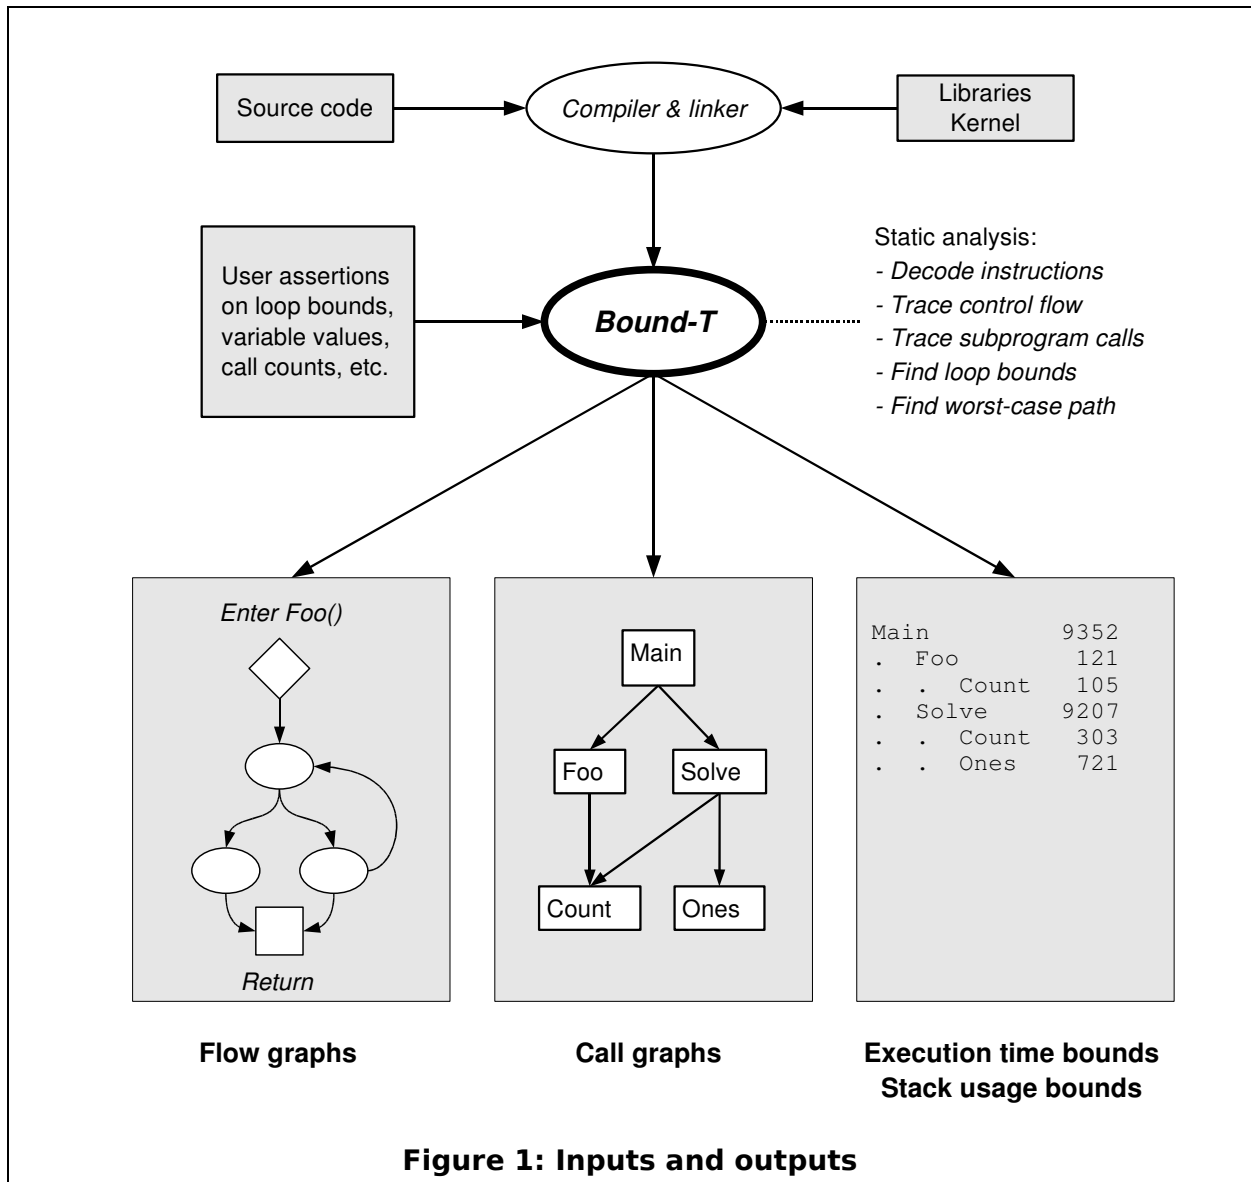 Source code
Compiler & linker
Libraries
Kernel
User assertions
on loop bounds,
variable values,
call counts, etc.
Bound-T
Static analysis:
- Decode instructions
- Trace control flow
- Trace subprogram calls
- Find loop bounds
- Find worst-case path
Enter Foo()
Return
Main
Foo
Solve
Count
Ones
Main 9352
. Foo 121
. . Count 105
. Solve 9207
. . Count 303
. . Ones 721
Flow graphs
Call graphs
Execution time bounds
Stack usage bounds
Figure 1: Inputs and outputs